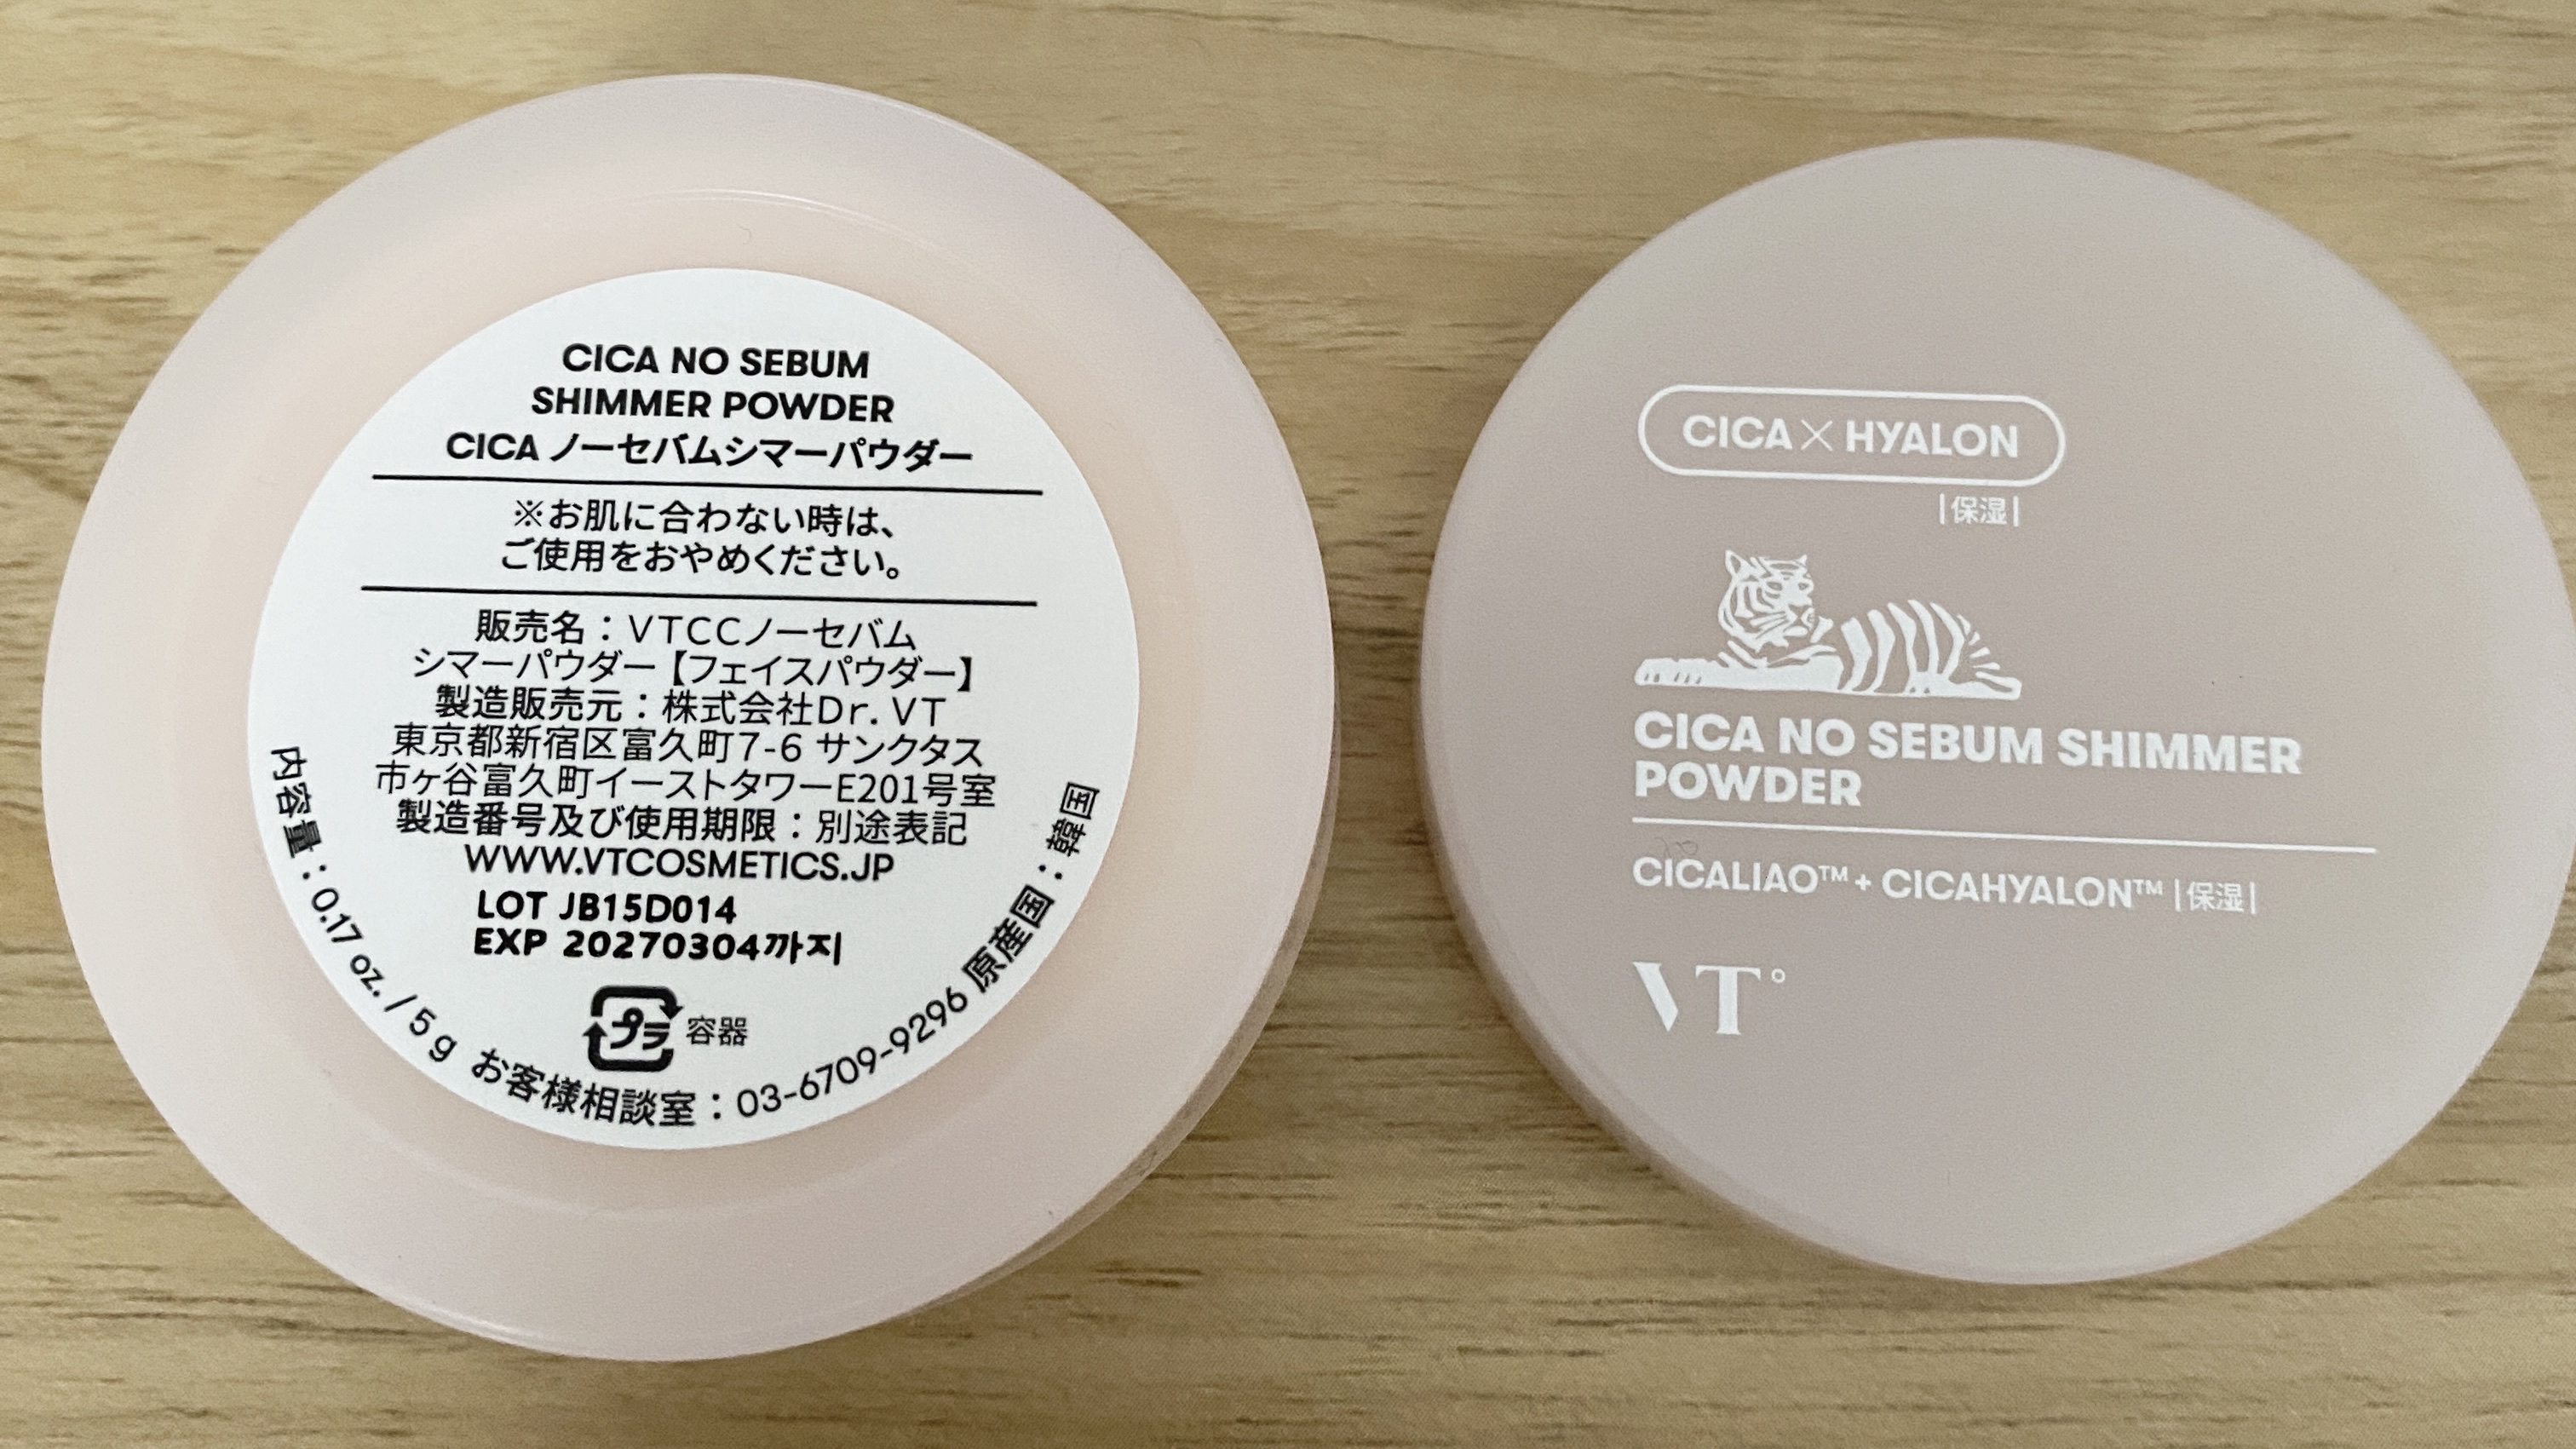 CICA NO SEBUM
SHIMMER POWDER
CICA ノーセバムシマーパウダー
※お肌に合わない時は、
ご使用をおやめください。
販売名：VTCCノーセバム
シマーパウダー【フェイスパウダー】
製造販売元：株式会社Dr.VT
東京都新宿区富久町7-6 サンクタス
市ヶ谷富久町イーストタワーE201号室
製造番号及び使用期限：別途表記
WWW.VTCOSMETICS.JP
LOT JB15D014
EXP 20270304까지
プラ 容器
内容量：0.17 oz. / 5 g お客様相談室：03-6709-9296 原産国：韓国
CICA×HYALON
|保湿|
CICA NO SEBUM SHIMMER
POWDER
CICALIAO™ + CICAHYALON™ |保湿|
VT°